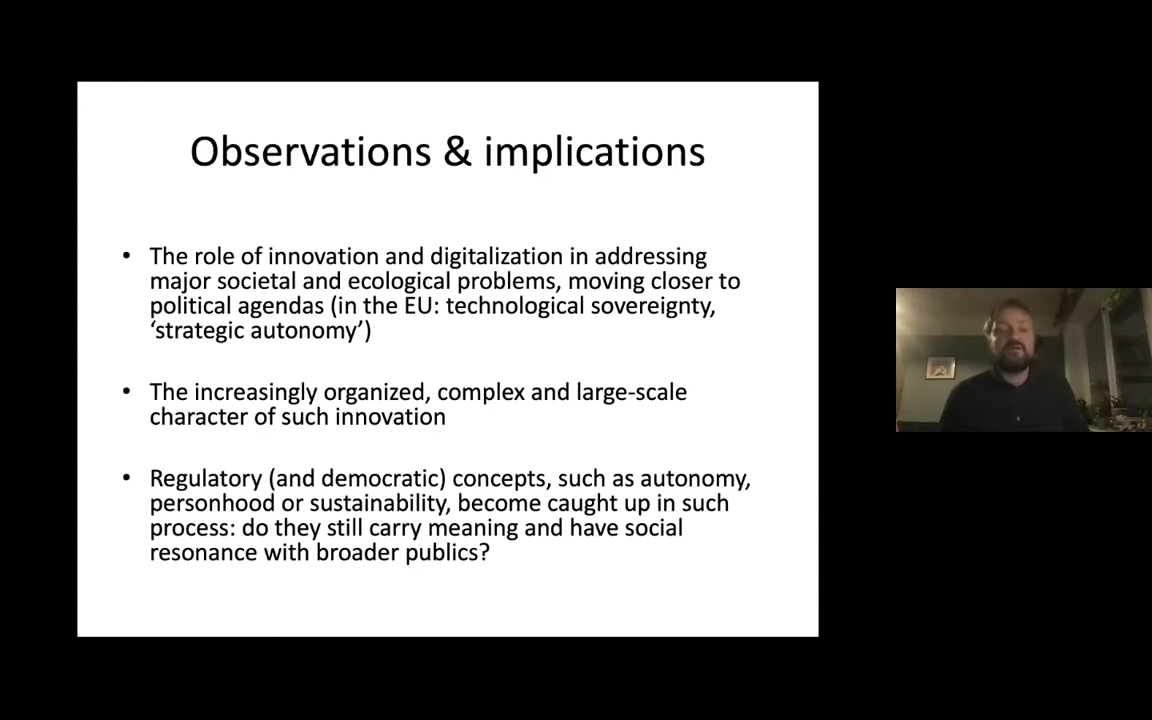 Observations & implications
• The role of innovation and digitalization in addressing
major societal and ecological problems, moving closer to
political agendas (in the EU: technological sovereignty,
‘strategic autonomy’)
• The increasingly organized, complex and large-scale
character of such innovation
• Regulatory (and democratic) concepts, such as autonomy,
personhood or sustainability, become caught up in such
process: do they still carry meaning and have social
resonance with broader publics?